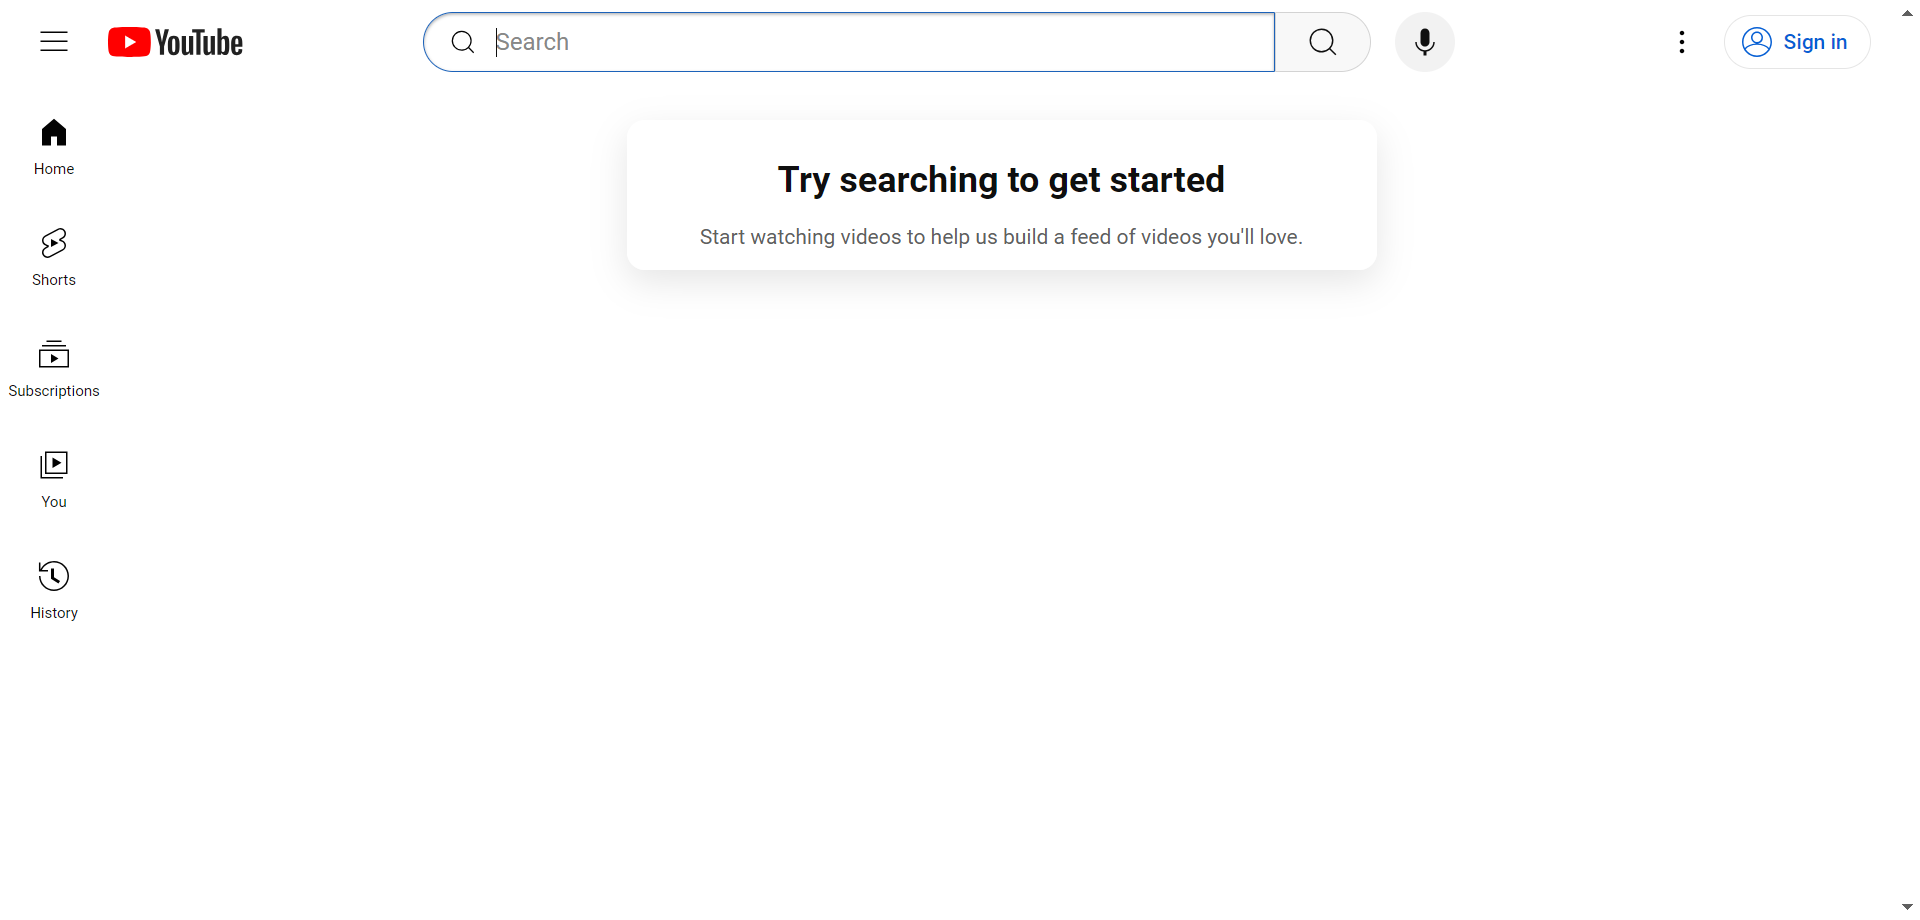 YouTube
Search
Sign in
Home
Shorts
Subscriptions
You
History
Try searching to get started
Start watching videos to help us build a feed of videos you'll love.